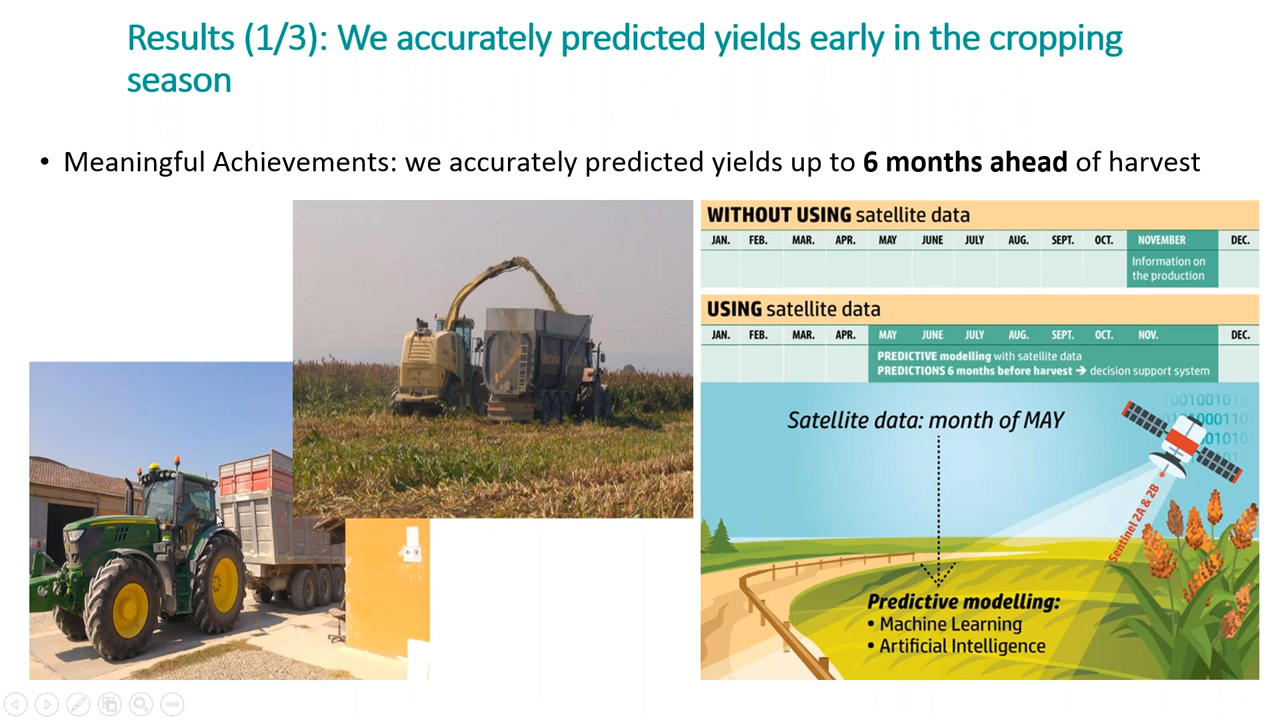 Results (1/3): We accurately predicted yields early in the cropping
season
• Meaningful Achievements: we accurately predicted yields up to 6 months ahead of harvest
WITHOUT USING satellite data
JAN. FEB. MAR. APR. MAY JUNE JULY AUG. SEPT. OCT. NOVEMBER DEC.
Information on
the production
USING satellite data
JAN. FEB. MAR. APR. MAY JUNE JULY AUG. SEPT. OCT. NOV. DEC.
PREDICTIVE modelling with satellite data
PREDICTIONS 6 months before harvest ➔ decision support system
Satellite data: month of MAY
Sentinel 2A & 2B
Predictive modelling:
• Machine Learning
• Artificial Intelligence